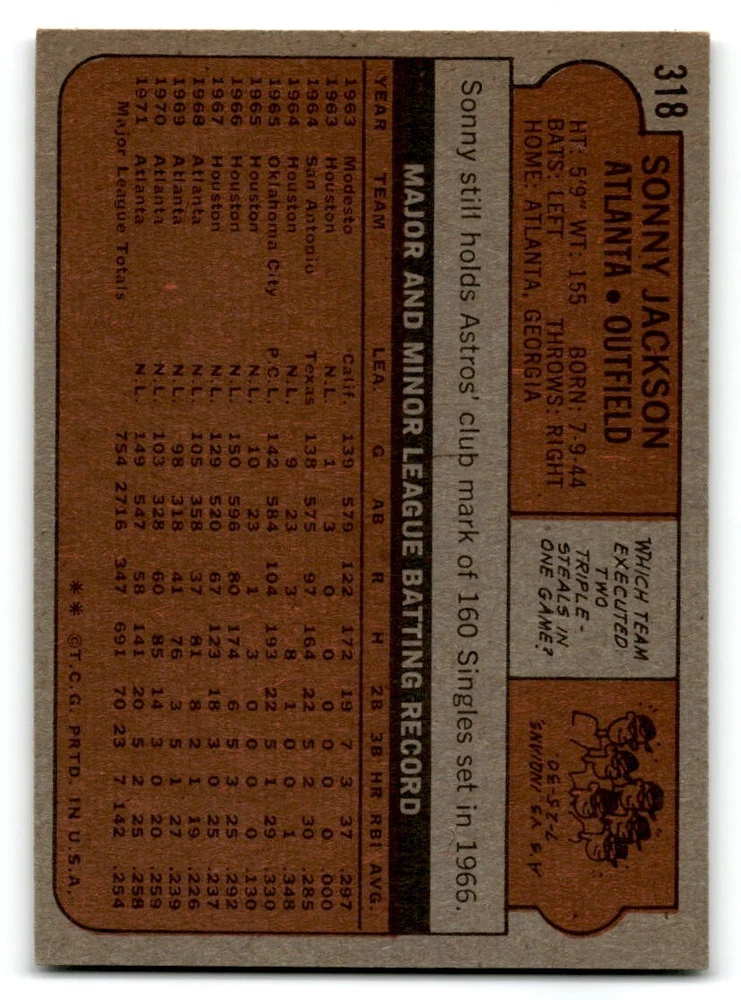 318
SONNY JACKSON
ATLANTA • OUTFIELD
HT: 5'9" WT: 155 BORN: 7-9-44
BATS: LEFT THROWS: RIGHT
HOME: ATLANTA, GEORGIA
WHICH TEAM
EXECUTED
TWO
TRIPLE-
STEALS IN
ONE GAME?
A'S VS INDIANS,
7-25-30.
Sonny still holds Astros' club mark of 160 Singles set in 1966.
MAJOR AND MINOR LEAGUE BATTING RECORD
YEAR TEAM LEA. G AB R H 2B 3B HR RBI AVG.
1963 Modesto Calif. 139 579 122 172 19 7 3 37 .297
1963 Houston N.L. 1 3 0 0 0 0 0 0 .000
1964 San Antonio Texas 138 575 97 164 22 5 2 30 .285
1964 Houston N.L. 9 23 3 8 1 0 0 1 .348
1965 Oklahoma City P.C.L. 142 584 104 193 22 5 1 29 .330
1965 Houston N.L. 10 23 1 3 0 0 0 0 .130
1966 Houston N.L. 150 596 80 174 6 5 3 25 .292
1967 Houston N.L. 129 520 67 123 18 3 0 25 .237
1968 Atlanta N.L. 105 358 37 81 8 2 1 19 .226
1969 Atlanta N.L. 98 318 41 76 3 5 1 27 .239
1970 Atlanta N.L. 103 328 60 85 14 3 0 20 .259
1971 Atlanta N.L. 149 547 58 141 20 5 2 25 .258
Major League Totals 754 2716 347 691 70 23 7 142 .254
** ©T.C.G. PRTD. IN U.S.A.